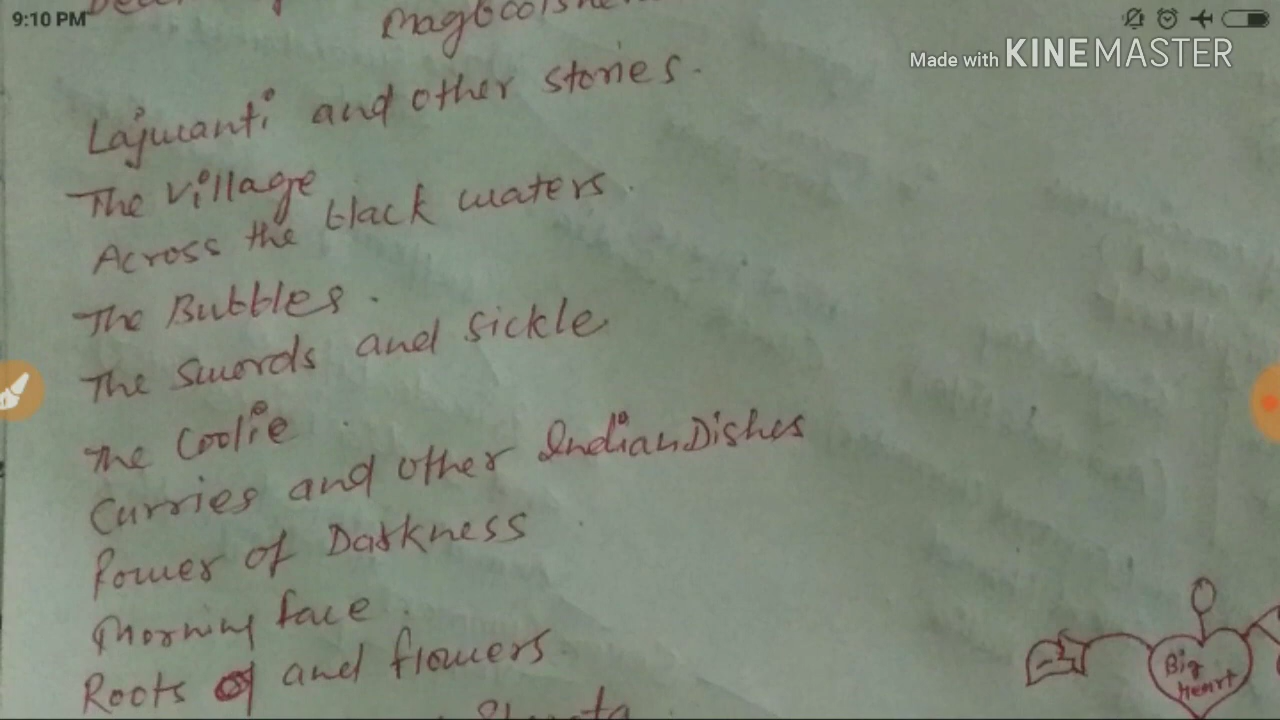 9:10 PM
Made with KINEMASTER
Lajwanti and other stories.
The Village
Across the black waters.
The Bubbles.
The Swords and Sickle
The Coolie
Curries and other Indian Dishes
Power of Darkness
Morning face.
Roots and flowers
Big
Heart